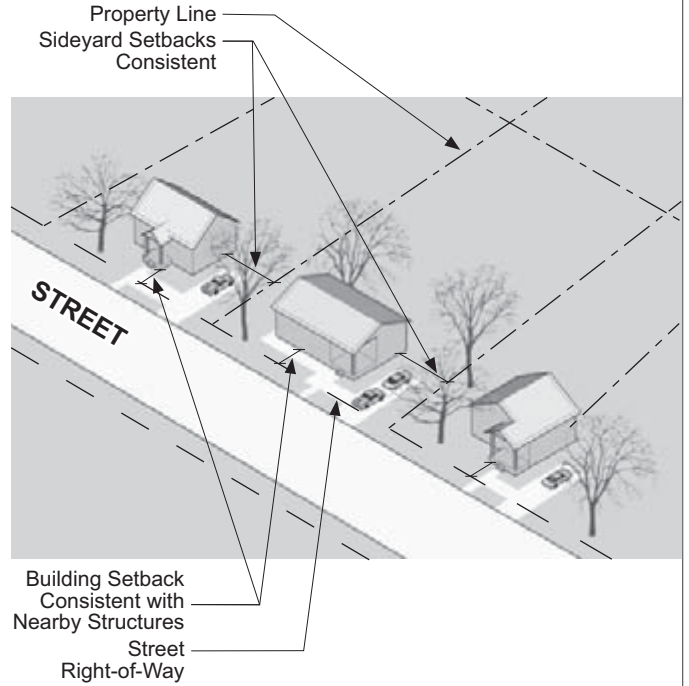 Property Line
Sideyard Setbacks
Consistent
STREET
Building Setback
Consistent with
Nearby Structures
Street
Right-of-Way